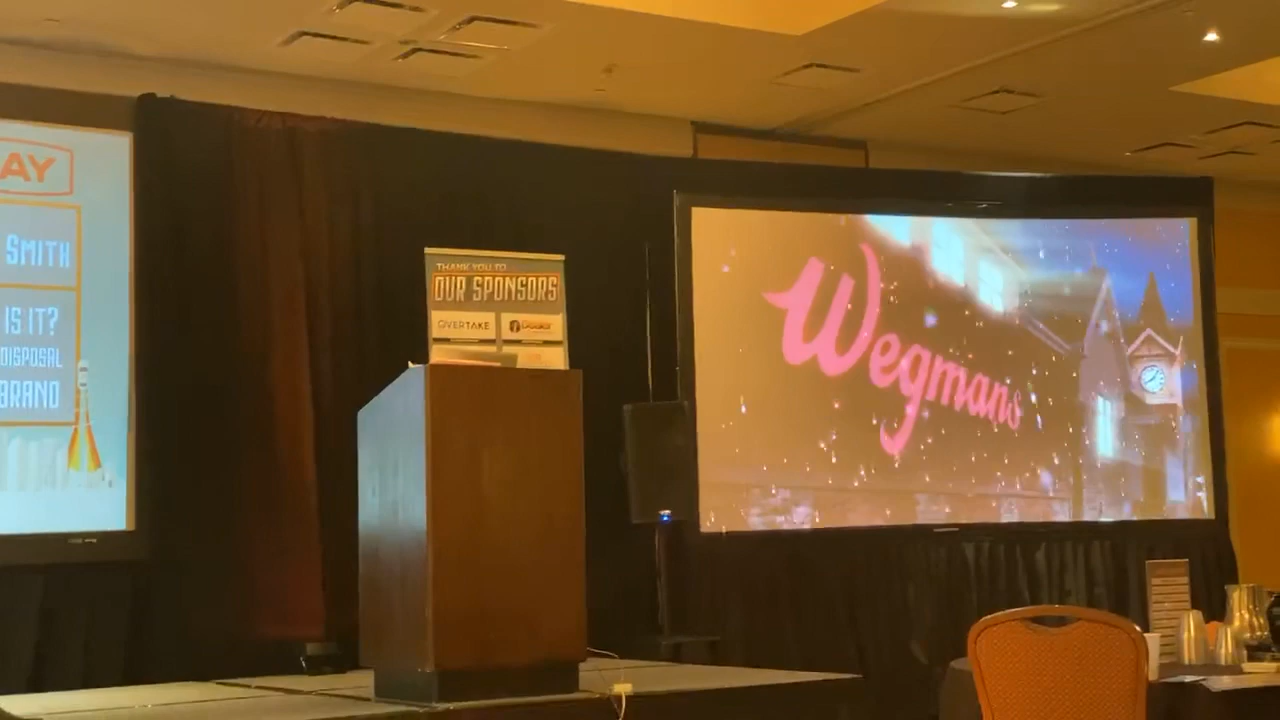 AY
SMITH
IS IT?
DISPOSAL
BRAND
THANK YOU TO
OUR SPONSORS
OVERTAKE
Wegmans